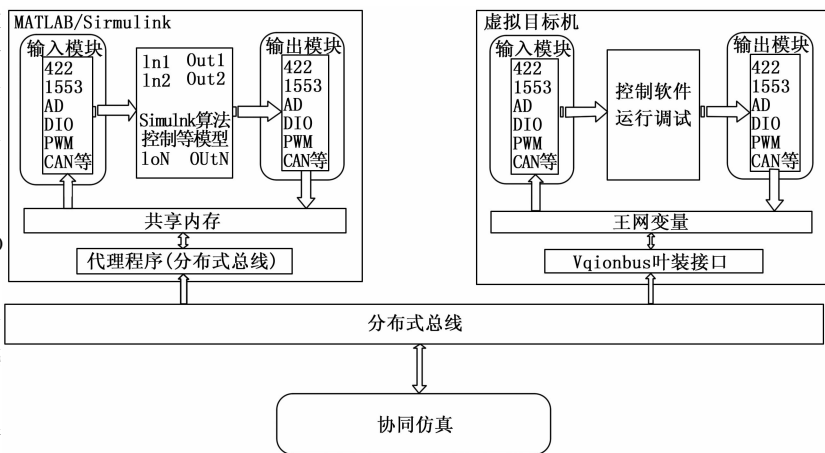 MATLAB/Sirmulink
输入模块
422
1553
AD
DIO
PWM
CAN等
ln1 Out1
ln2 Out2
Simulnk算法
控制等模型
loN OUtN
输出模块
422
1553
AD
DIO
PWM
CAN等
共享内存
代理程序(分布式总线)
虚拟目标机
输入模块
422
1553
AD
DIO
PWM
CAN等
控制软件
运行调试
输出模块
422
1553
AD
DIO
PWM
CAN等
王网变量
Vqionbus叶装接口
分布式总线
协同仿真